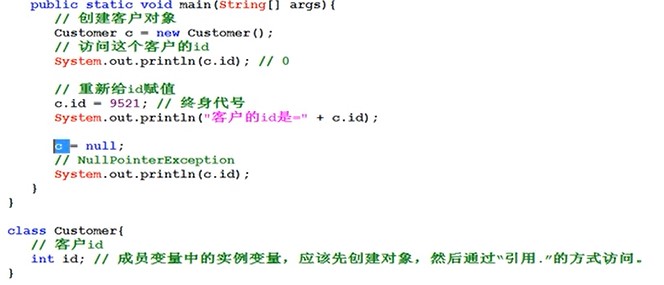 public static void main(String[] args){
// 创建客户对象
Customer c = new Customer();
// 访问这个客户的id
System.out.println(c.id); // 0
// 重新给id赋值
c.id = 9521; // 终身代号
System.out.println("客户的id是=" + c.id);
c = null;
// NullPointerException
System.out.println(c.id);
}
}
class Customer{
// 客户id
int id; // 成员变量中的实例变量，应该先创建对象，然后通过“引用.”的方式访问。
}